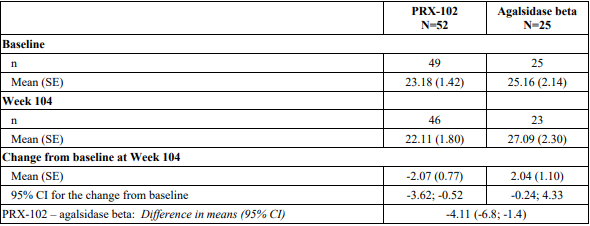 PRX-102 Agalsidase beta
N=52 N=25
Baseline
n 49 25
Mean (SE) 23.18 (1.42) 25.16 (2.14)
Week 104
n 46 23
Mean (SE) 22.11 (1.80) 27.09 (2.30)
Change from baseline at Week 104
Mean (SE) -2.07 (0.77) 2.04 (1.10)
95% CI for the change from baseline -3.62; -0.52 -0.24; 4.33
PRX-102 – agalsidase beta: Difference in means (95% CI) -4.11 (-6.8; -1.4)